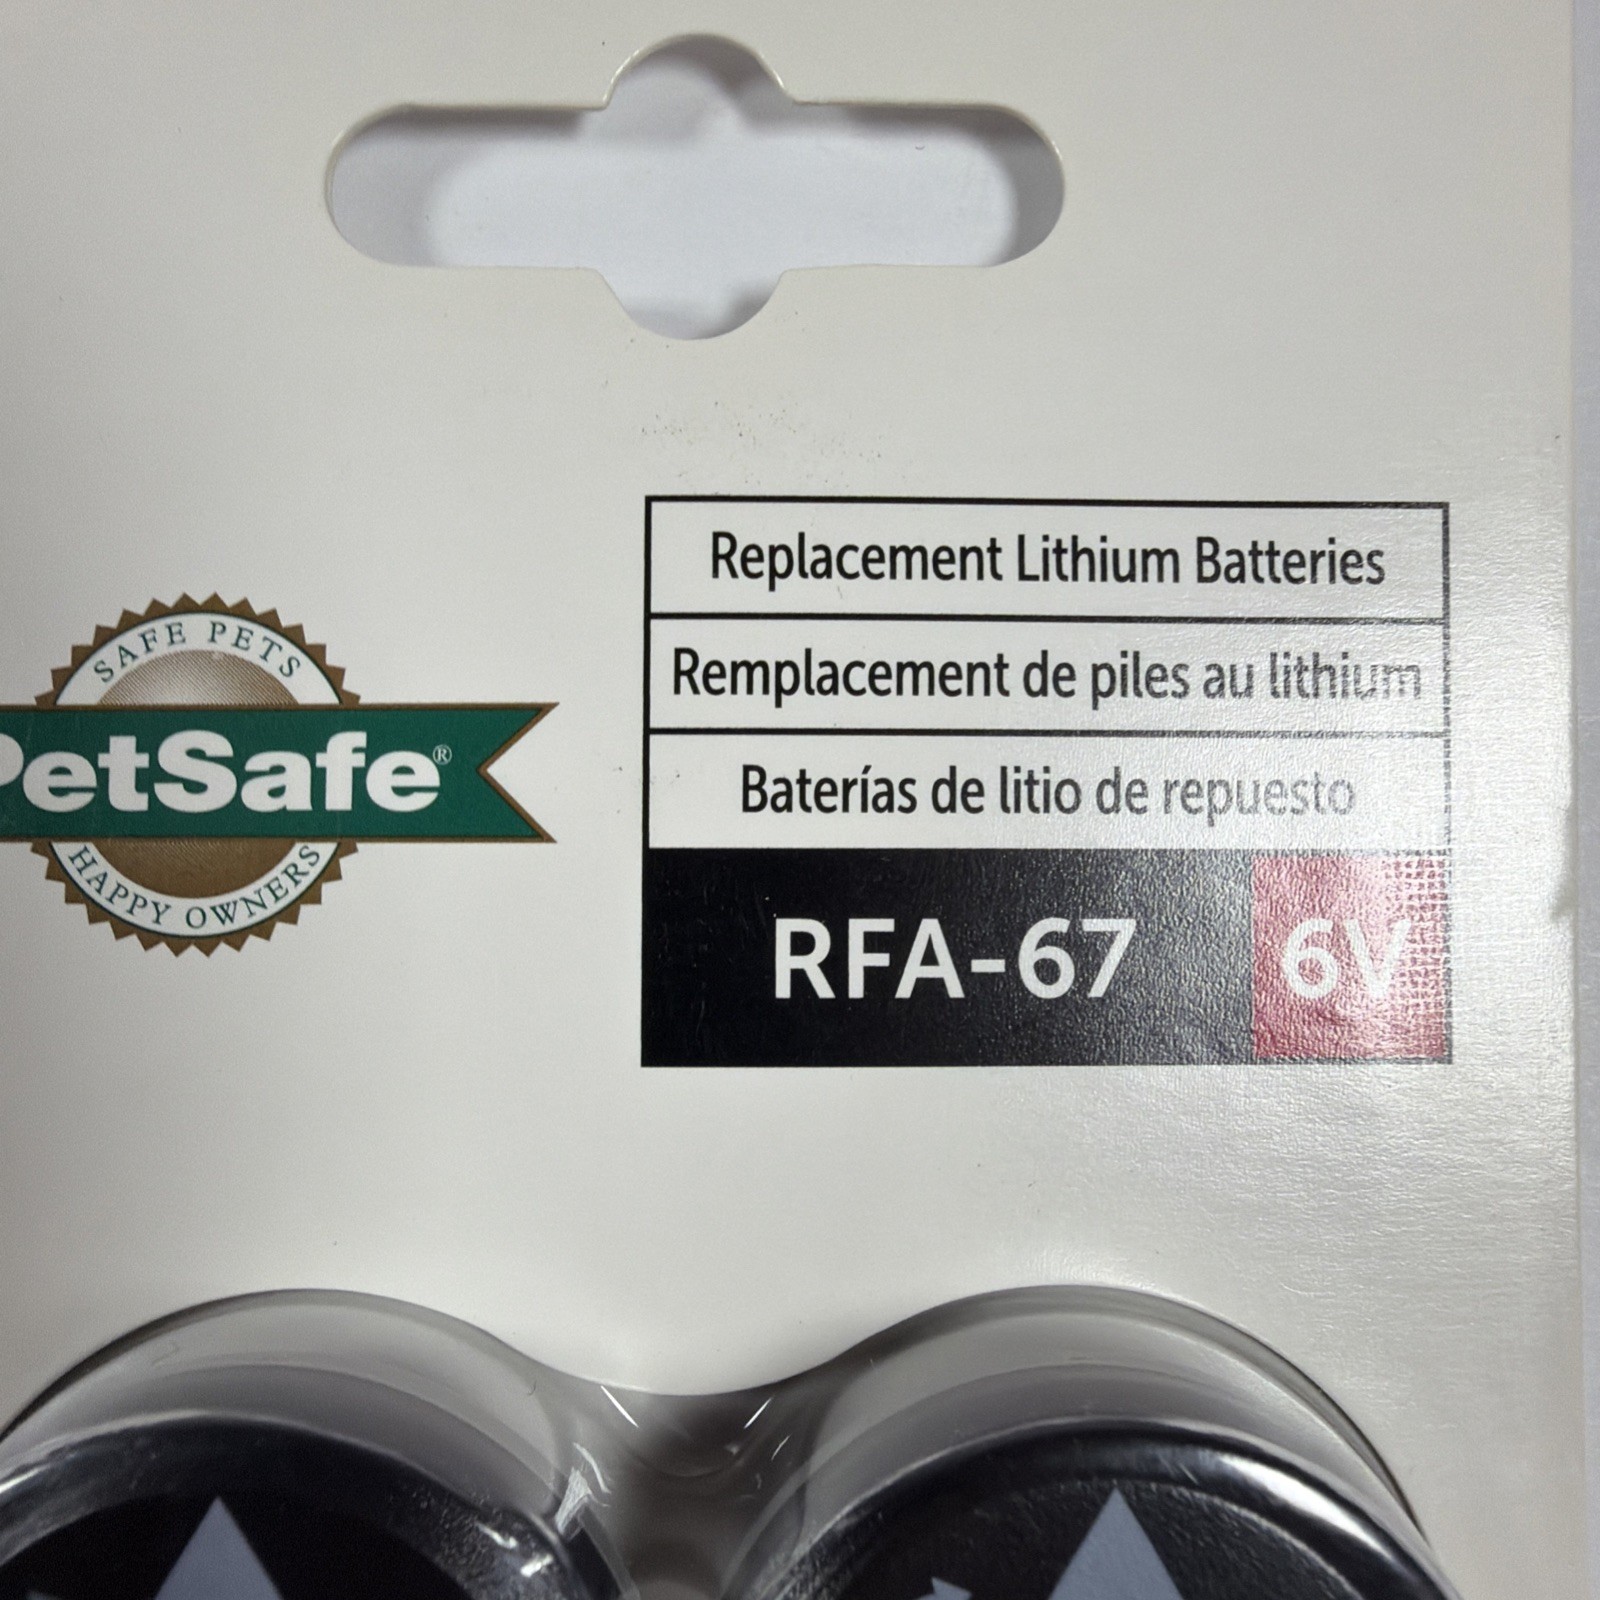 Replacement Lithium Batteries
Remplacement de piles au lithium
Baterías de litio de repuesto
RFA-67 6V
SAFE PETS
PetSafe®
HAPPY OWNERS